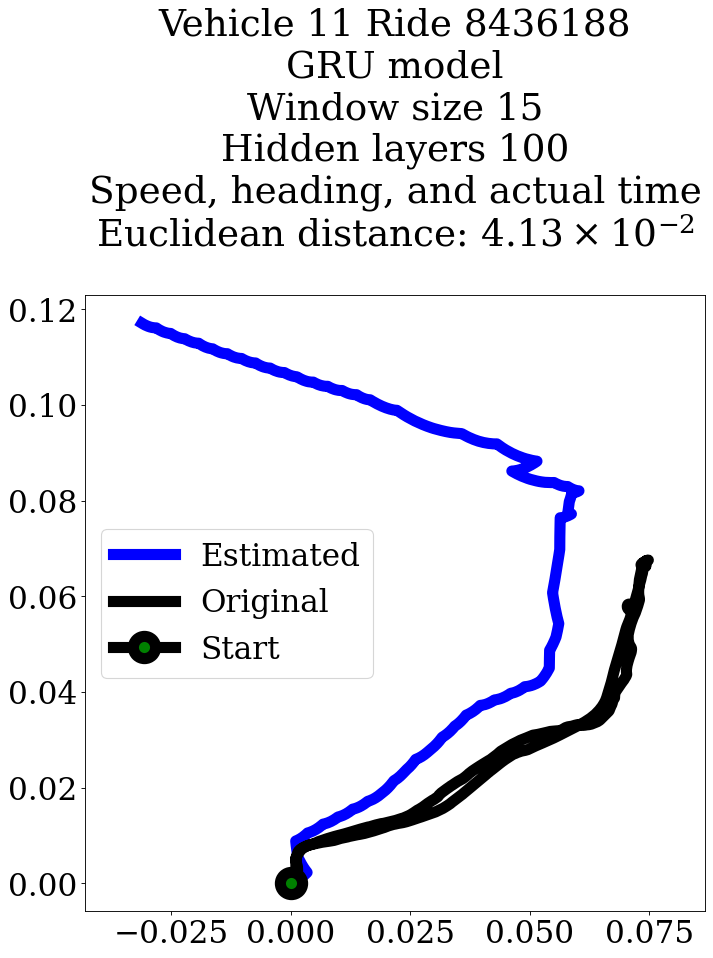 Vehicle 11 Ride 8436188
GRU model
Window size 15
Hidden layers 100
Speed, heading, and actual time
Euclidean distance: 4.13 × 10⁻²
0.12
0.10
0.08
0.06
0.04
0.02
0.00
Estimated
Original
Start
−0.025 0.000 0.025 0.050 0.075